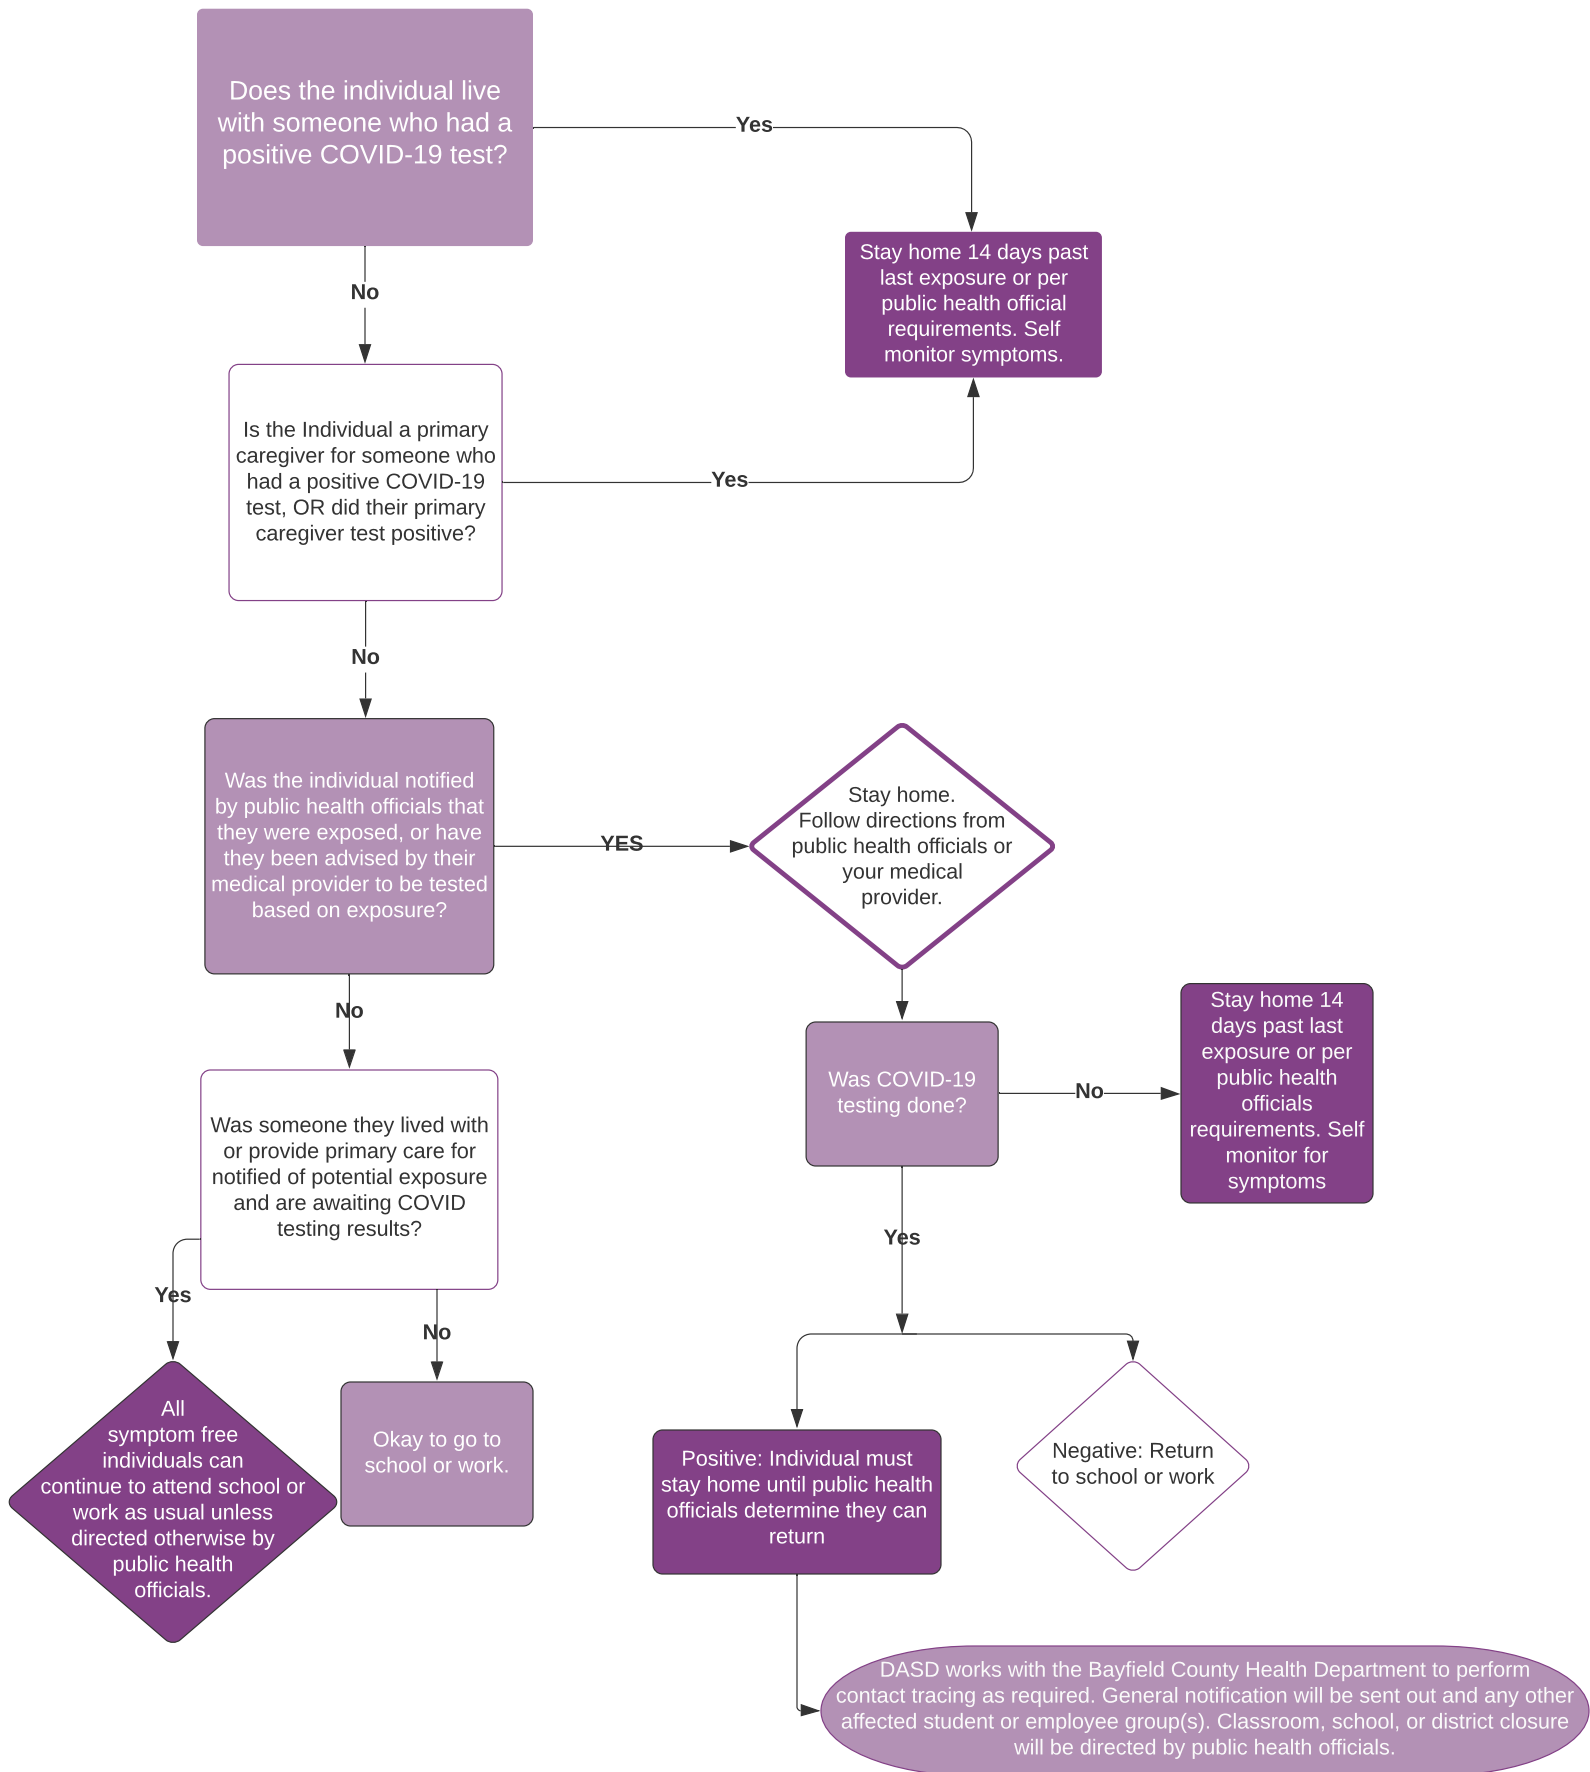 Does the individual live
with someone who had a
positive COVID-19 test?
Yes
Stay home 14 days past
last exposure or per
public health official
requirements. Self
monitor symptoms.
No
Is the Individual a primary
caregiver for someone who
had a positive COVID-19
test, OR did their primary
caregiver test positive?
Yes
No
Was the individual notified
by public health officials that
they were exposed, or have
they been advised by their
medical provider to be tested
based on exposure?
YES
Stay home.
Follow directions from
public health officials or
your medical
provider.
No
Was COVID-19
testing done?
No
Stay home 14
days past last
exposure or per
public health
officials
requirements. Self
monitor for
symptoms
Was someone they lived with
or provide primary care for
notified of potential exposure
and are awaiting COVID
testing results?
Yes
Yes
No
All
symptom free
individuals can
continue to attend school or
work as usual unless
directed otherwise by
public health
officials.
Okay to go to
school or work.
Positive: Individual must
stay home until public health
officials determine they can
return
Negative: Return
to school or work
DASD works with the Bayfield County Health Department to perform
contact tracing as required. General notification will be sent out and any other
affected student or employee group(s). Classroom, school, or district closure
will be directed by public health officials.